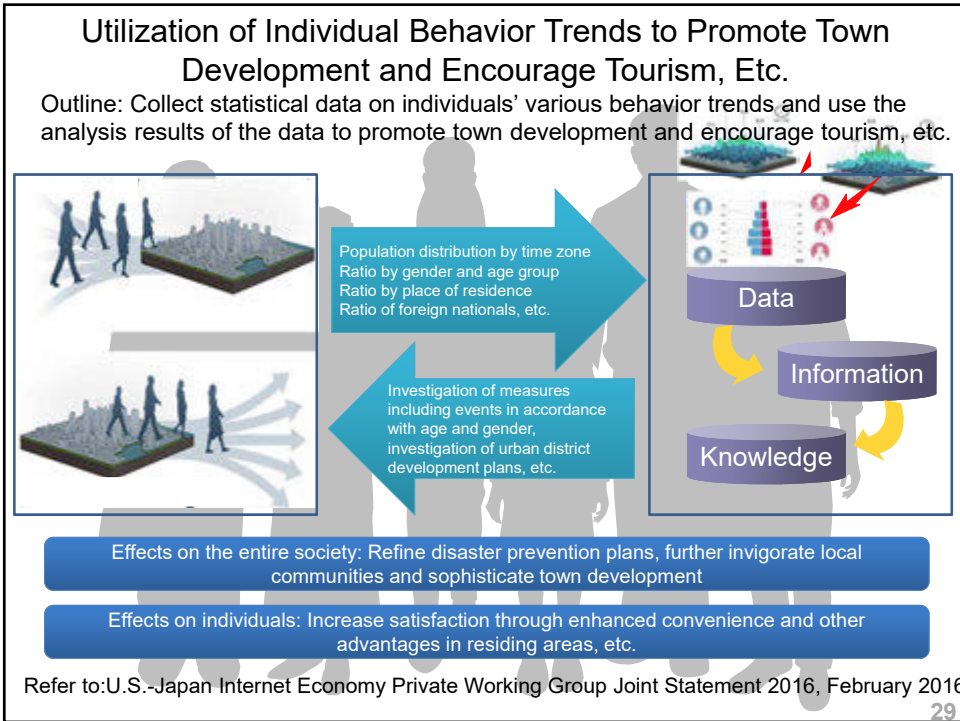 Utilization of Individual Behavior Trends to Promote Town
Development and Encourage Tourism, Etc.
Outline: Collect statistical data on individuals’ various behavior trends and use the
analysis results of the data to promote town development and encourage tourism, etc.
Population distribution by time zone
Ratio by gender and age group
Ratio by place of residence
Ratio of foreign nationals, etc.
Investigation of measures
including events in accordance
with age and gender,
investigation of urban district
development plans, etc.
Data
Information
Knowledge
Effects on the entire society: Refine disaster prevention plans, further invigorate local
communities and sophisticate town development
Effects on individuals: Increase satisfaction through enhanced convenience and other
advantages in residing areas, etc.
Refer to:U.S.-Japan Internet Economy Private Working Group Joint Statement 2016, February 2016
29